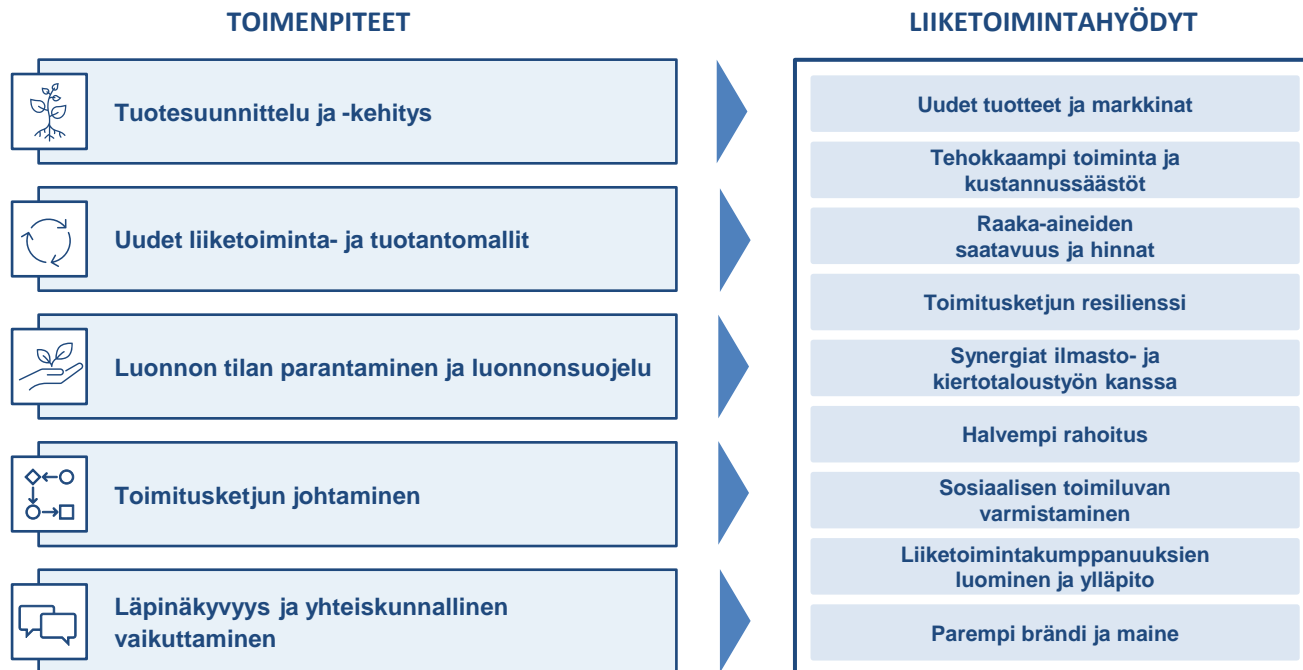 TOIMENPITEET
Tuotesuunnittelu ja -kehitys
Uudet liiketoiminta- ja tuotantomallit
Luonnon tilan parantaminen ja luonnonsuojelu
Toimitusketjun johtaminen
Läpinäkyvyys ja yhteiskunnallinen
vaikuttaminen
LIIKETOIMINTAHYÖDYT
Uudet tuotteet ja markkinat
Tehokkaampi toiminta ja
kustannussäästöt
Raaka-aineiden
saatavuus ja hinnat
Toimitusketjun resilienssi
Synergiat ilmasto- ja
kiertotaloustyön kanssa
Halvempi rahoitus
Sosiaalisen toimiluvan
varmistaminen
Liiketoimintakumppanuuksien
luominen ja ylläpito
Parempi brändi ja maine